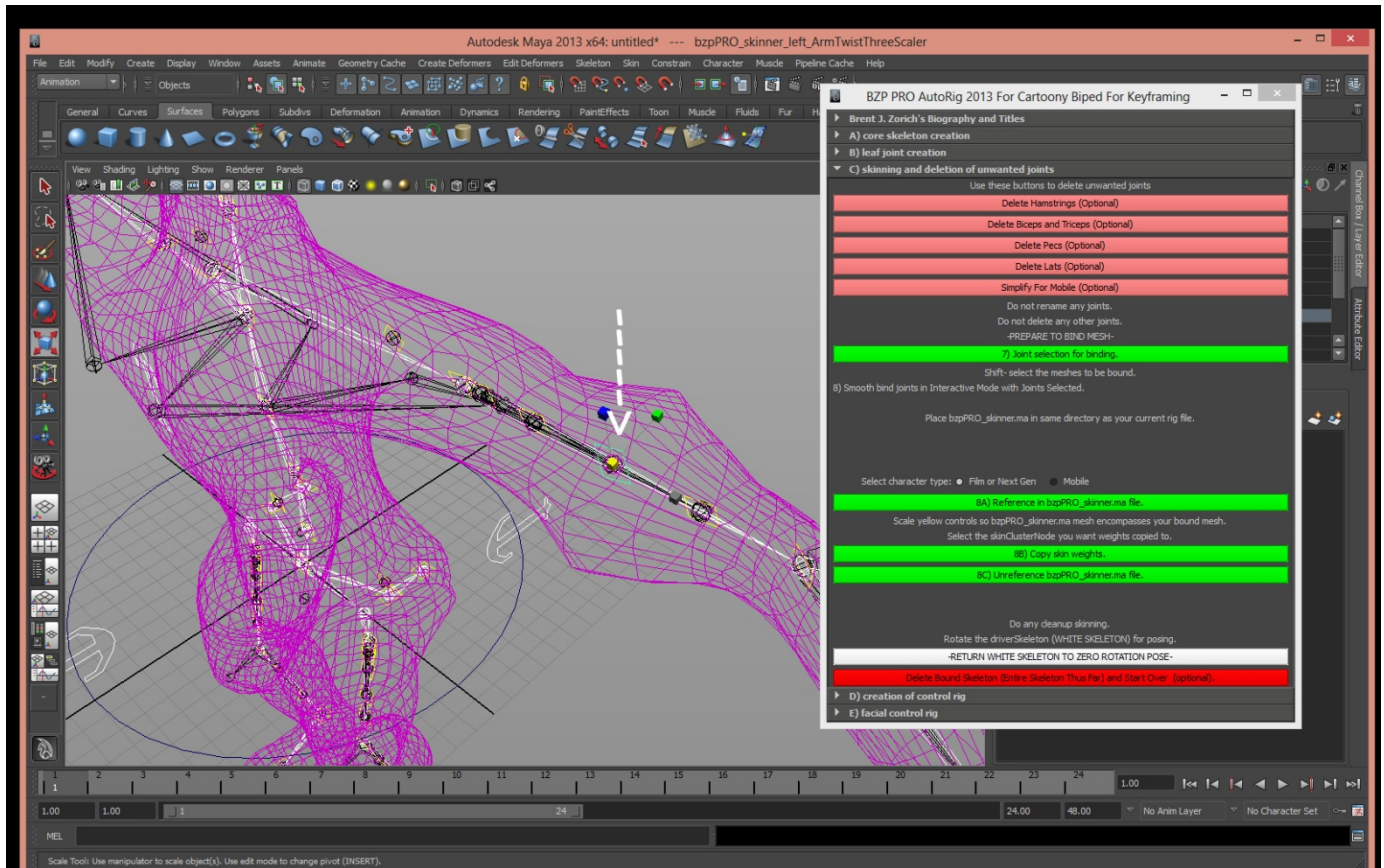 Autodesk Maya 2013 x64: untitled*   ---   bzpPRO_skinner_left_ArmTwistThreeScaler
File Edit Modify Create Display Window Assets Animate Geometry Cache Create Deformers Edit Deformers Skeleton Skin Constrain Character Muscle Pipeline Cache Help
Animation Objects
General Curves Surfaces Polygons Subdivs Deformation Animation Dynamics Rendering PaintEffects Toon Muscle Fluids Fur
View Shading Lighting Show Renderer Panels
BZP PRO AutoRig 2013 For Cartoony Biped For Keyframing
Brent J. Zorich's Biography and Titles
A) core skeleton creation
B) leaf joint creation
C) skinning and deletion of unwanted joints
Use these buttons to delete unwanted joints
Delete Hamstrings (Optional)
Delete Biceps and Triceps (Optional)
Delete Pecs (Optional)
Delete Lats (Optional)
Simplify For Mobile (Optional)
Do not rename any joints.
Do not delete any other joints.
-PREPARE TO BIND MESH-
7) Joint selection for binding.
Shift- select the meshes to be bound.
8) Smooth bind joints in Interactive Mode with Joints Selected.
Place bzpPRO_skinner.ma in same directory as your current rig file.
Select character type: Film or Next Gen Mobile
8A) Reference in bzpPRO_skinner.ma file.
Scale yellow controls so bzpPRO_skinner.ma mesh encompasses your bound mesh.
Select the skinClusterNode you want weights copied to.
8B) Copy skin weights.
8C) Unreference bzpPRO_skinner.ma file.
Do any cleanup skinning.
Rotate the driverSkeleton (WHITE SKELETON) for posing.
-RETURN WHITE SKELETON TO ZERO ROTATION POSE-
Delete Bound Skeleton (Entire Skeleton Thus Far) and Start Over (optional).
D) creation of control rig
E) facial control rig
Channel Box / Layer Editor
Attribute Editor
1 2 3 4 5 6 7 8 9 10 11 12 13 14 15 16 17 18 19 20 21 22 23 24
1 1.00
1.00 1.00 1 24 24.00 48.00 No Anim Layer No Character Set
MEL
Scale Tool: Use manipulator to scale object(s). Use edit mode to change pivot (INSERT).